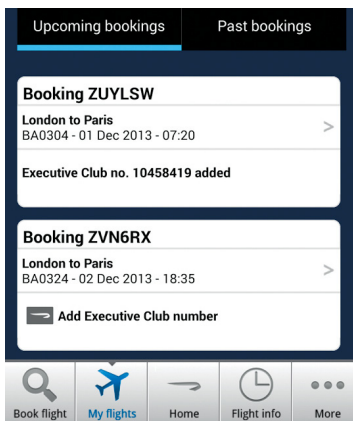 Upcoming bookings Past bookings
Booking ZUYLSW
London to Paris
BA0304 - 01 Dec 2013 - 07:20
Executive Club no. 10458419 added
Booking ZVN6RX
London to Paris
BA0324 - 02 Dec 2013 - 18:35
Add Executive Club number
Book flight My flights Home Flight info More